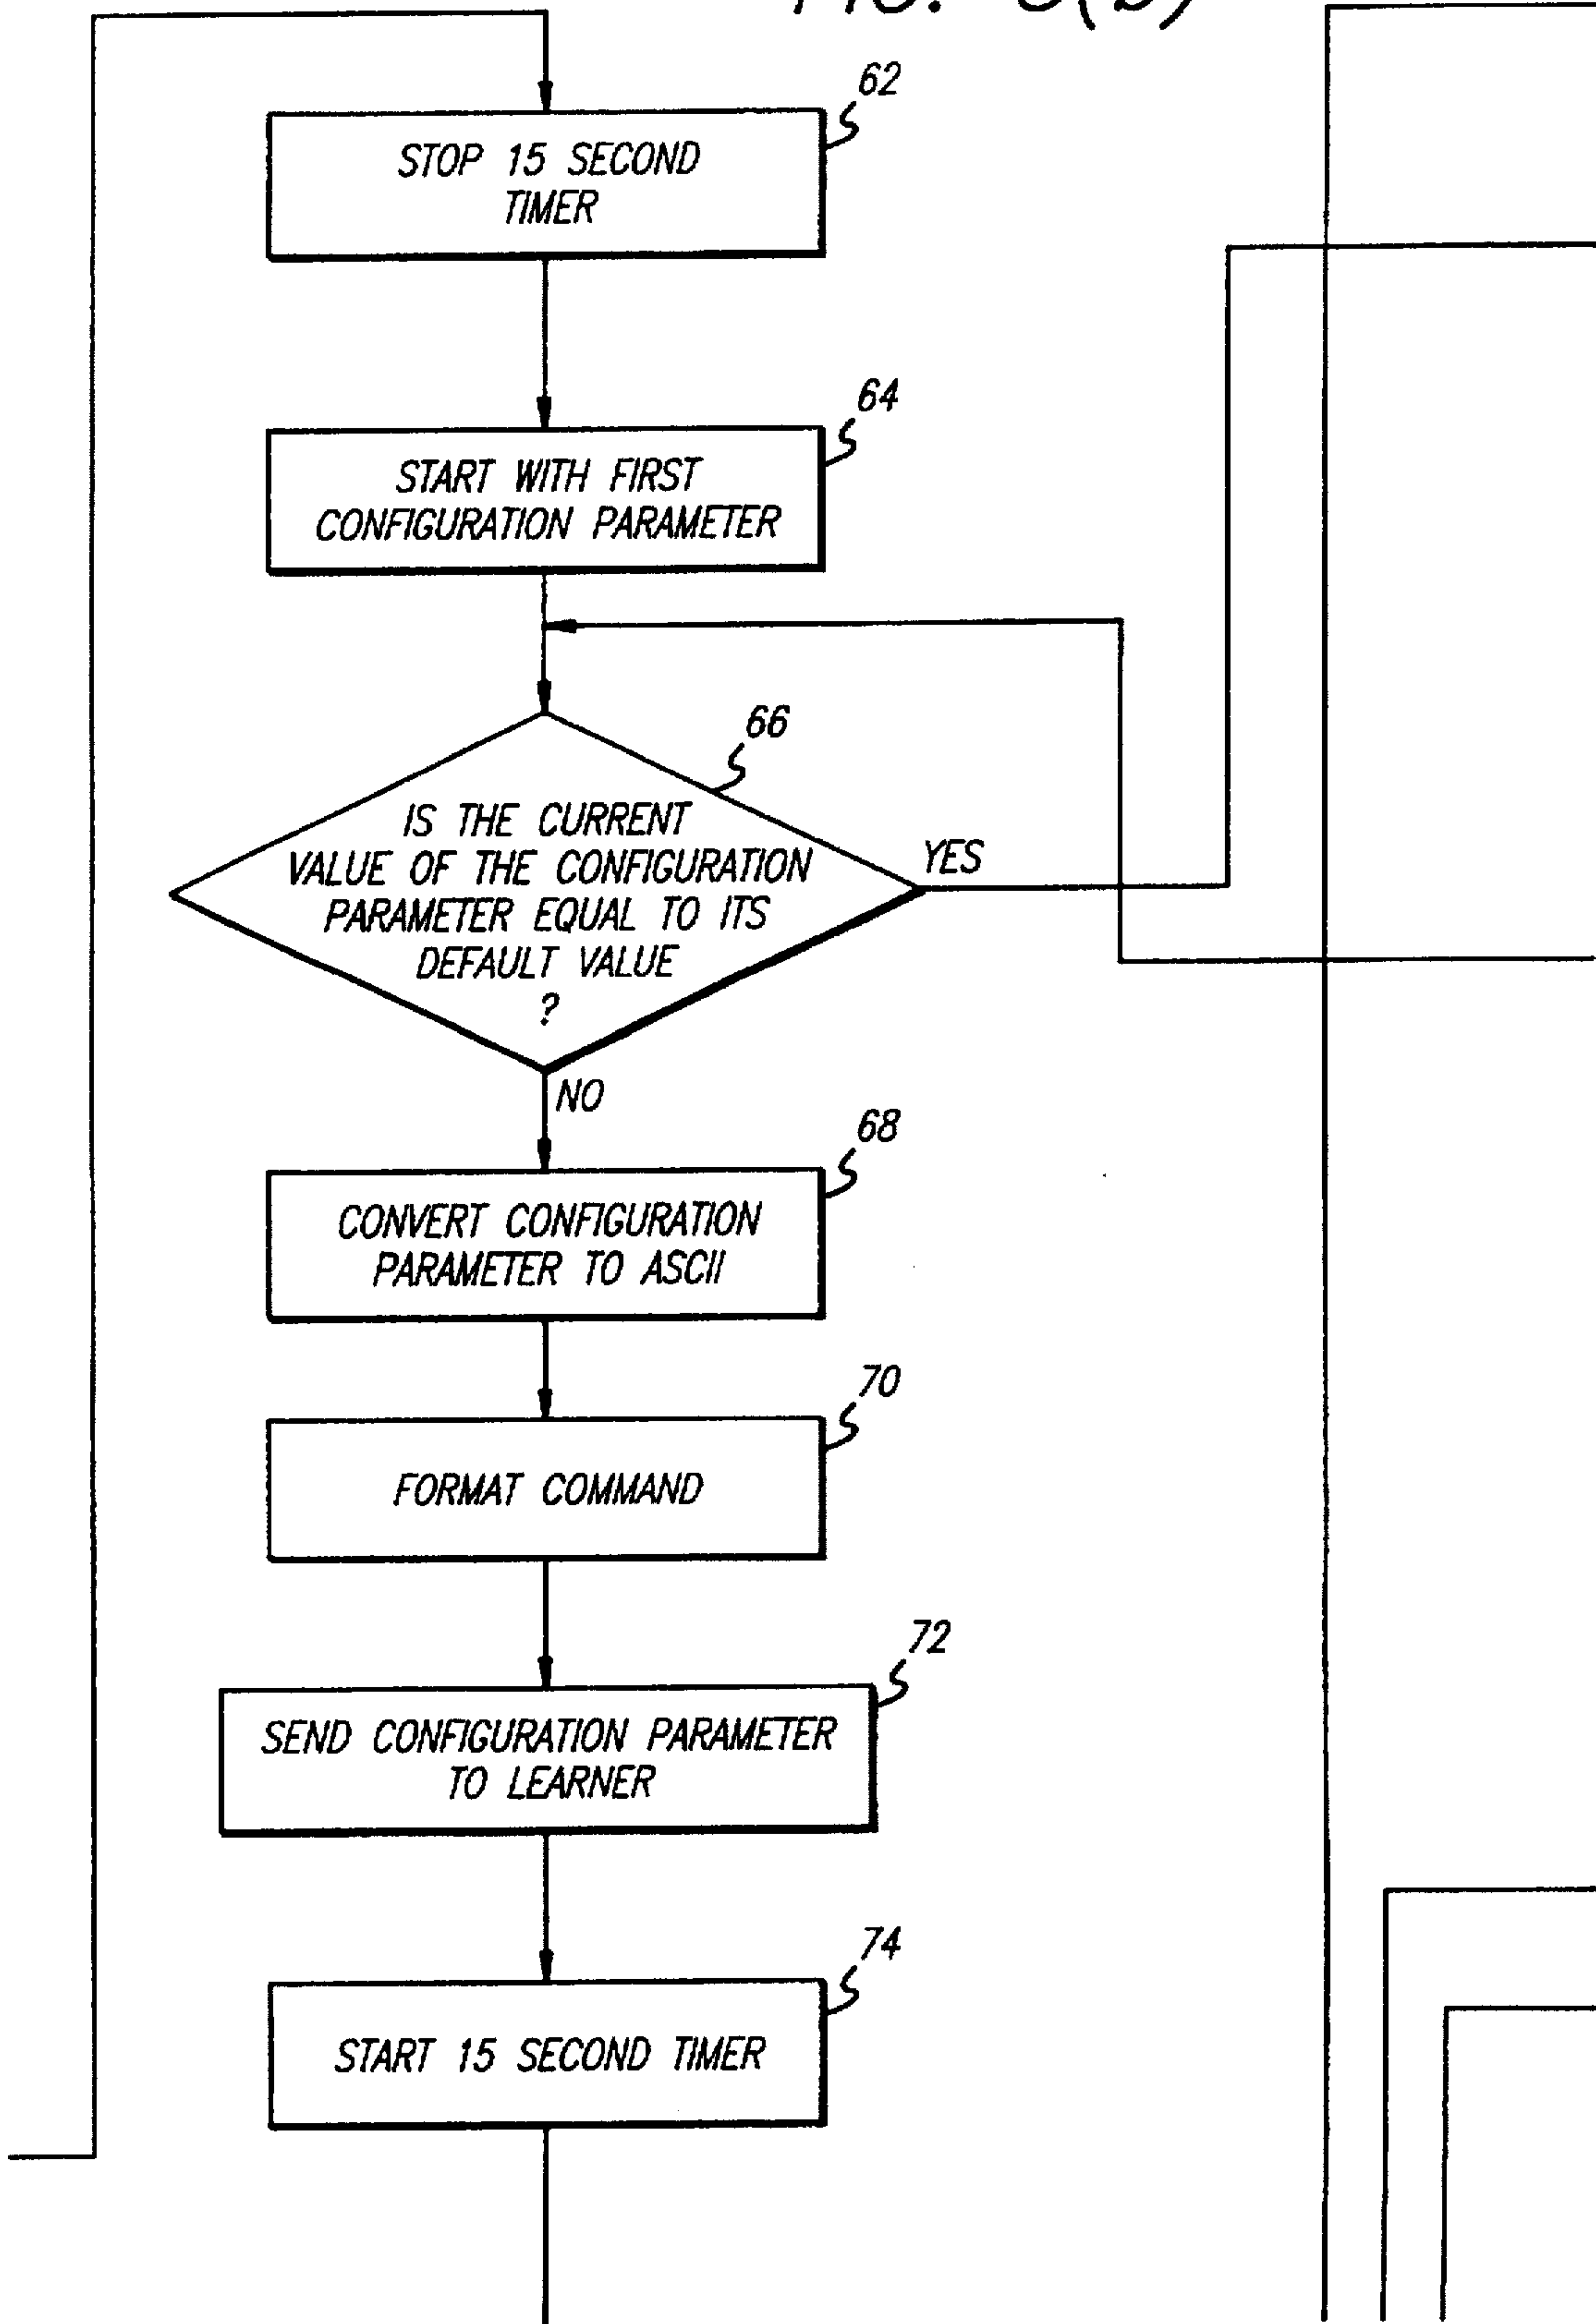 62
STOP 15 SECOND
TIMER
64
START WITH FIRST
CONFIGURATION PARAMETER
66
IS THE CURRENT
VALUE OF THE CONFIGURATION
PARAMETER EQUAL TO ITS
DEFAULT VALUE
?
YES
NO
68
CONVERT CONFIGURATION
PARAMETER TO ASCII
70
FORMAT COMMAND
72
SEND CONFIGURATION PARAMETER
TO LEARNER
74
START 15 SECOND TIMER